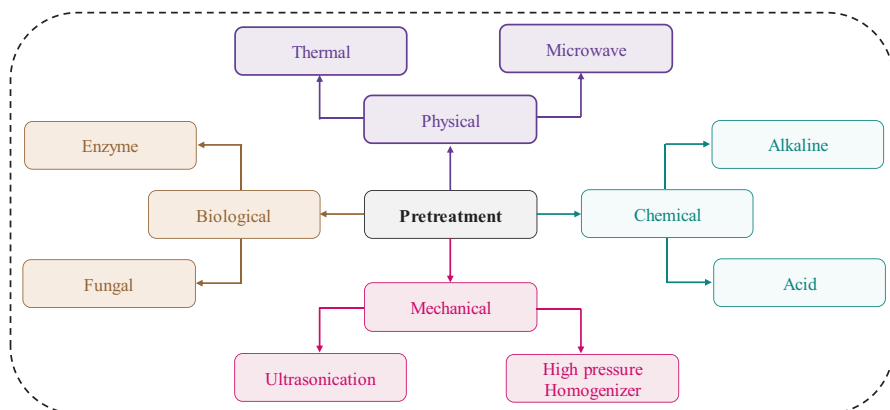 Thermal
Microwave
Physical
Enzyme
Alkaline
Biological
Pretreatment
Chemical
Fungal
Acid
Mechanical
Ultrasonication
High pressure
Homogenizer